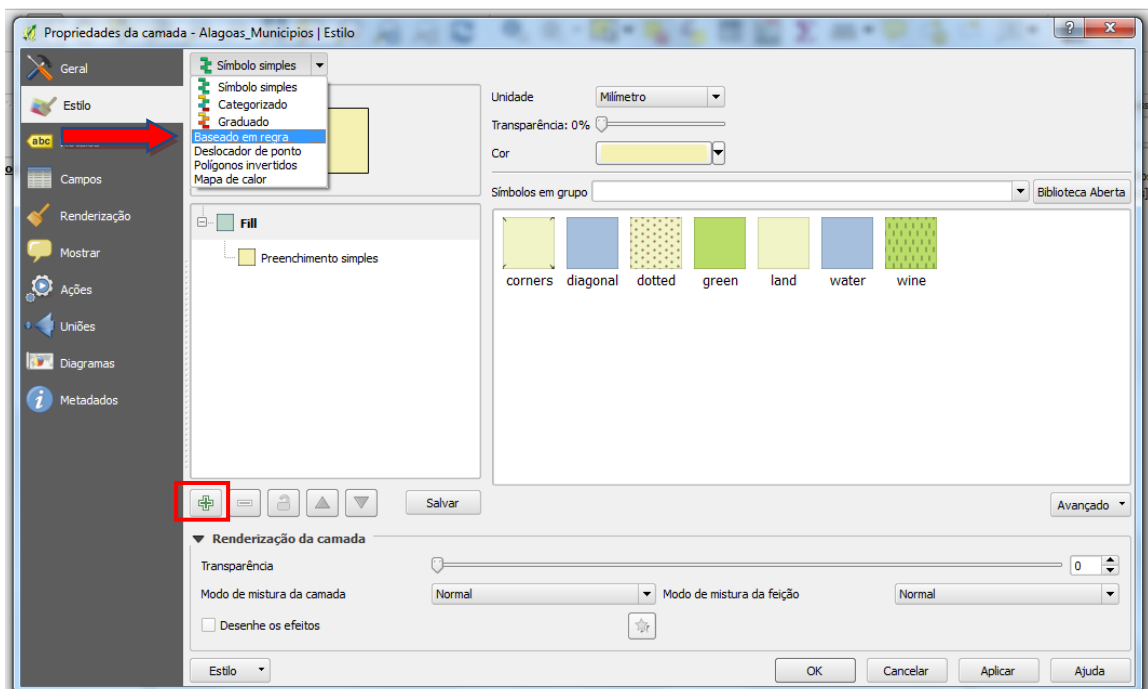 Propriedades da camada - Alagoas_Municipios | Estilo
Geral
Estilo
abc
Campos
Renderização
Mostrar
Ações
Uniões
Diagramas
Metadados
Símbolo simples
Símbolo simples
Categorizado
Graduado
Baseado em regra
Deslocador de ponto
Polígonos invertidos
Mapa de calor
Unidade Milímetro
Transparência: 0%
Cor
Símbolos em grupo Biblioteca Aberta
Fill
Preenchimento simples
corners diagonal dotted green land water wine
Salvar
Avançado
Renderização da camada
Transparência 0
Modo de mistura da camada Normal Modo de mistura da feição Normal
Desenhe os efeitos
Estilo OK Cancelar Aplicar Ajuda